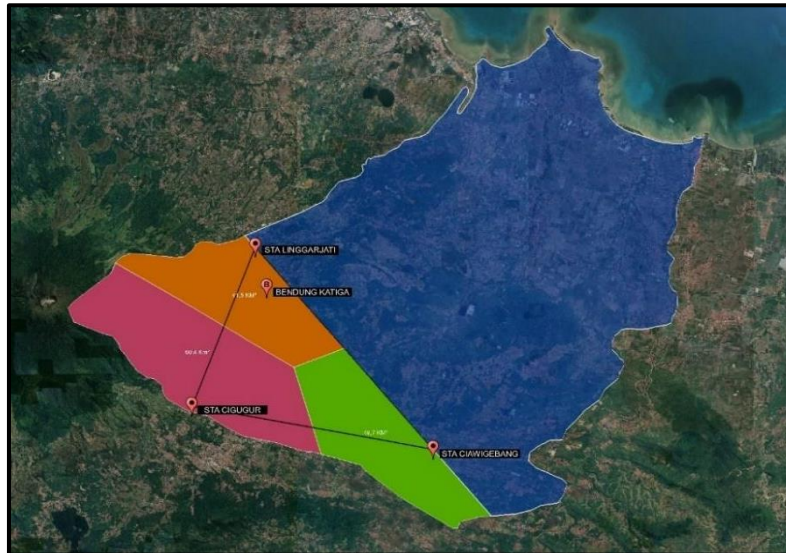 STA LINGGARJATI
BENDUNG KATIGA
STA CIGUGUR
STA CIAWIGEBANG